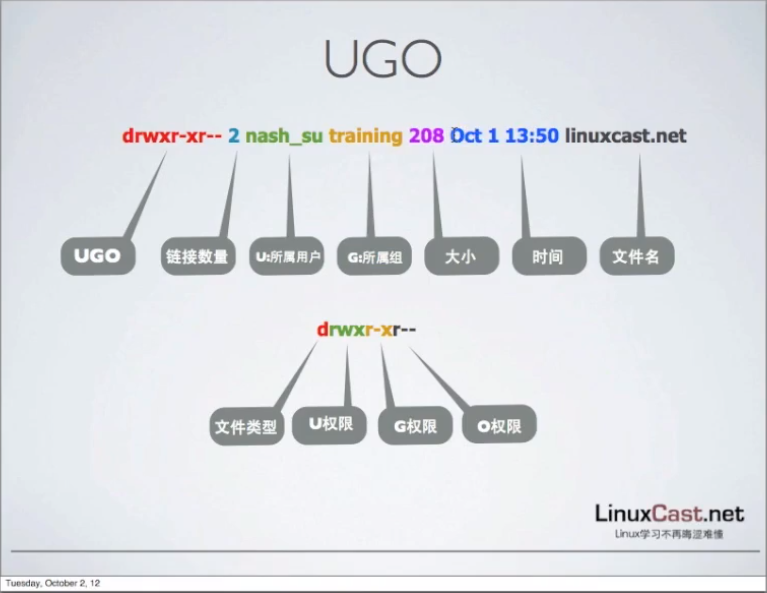 UGO
drwxr-xr-- 2 nash_su training 208 Oct 1 13:50 linuxcast.net
UGO 链接数量 U:所属用户 G:所属组 大小 时间 文件名
drwxr-xr--
文件类型 U权限 G权限 O权限
LinuxCast.net
Linux学习不再晦涩难懂
Tuesday, October 2, 12